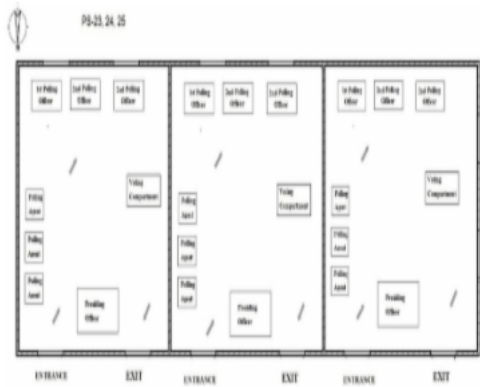 PS-23, 24, 25
1st Polling
Officer
2nd Polling
Officer
2nd Polling
Officer
1st Polling
Officer
2nd Polling
Officer
2nd Polling
Officer
1st Polling
Officer
2nd Polling
Officer
2nd Polling
Officer
Voting
Compartment
Voting
Compartment
Voting
Compartment
Polling
Agent
Polling
Agent
Polling
Agent
Polling
Agent
Polling
Agent
Polling
Agent
Polling
Agent
Polling
Agent
Polling
Agent
Presiding
Officer
Presiding
Officer
Presiding
Officer
ENTRANCE
EXIT
ENTRANCE
EXIT
ENTRANCE
EXIT